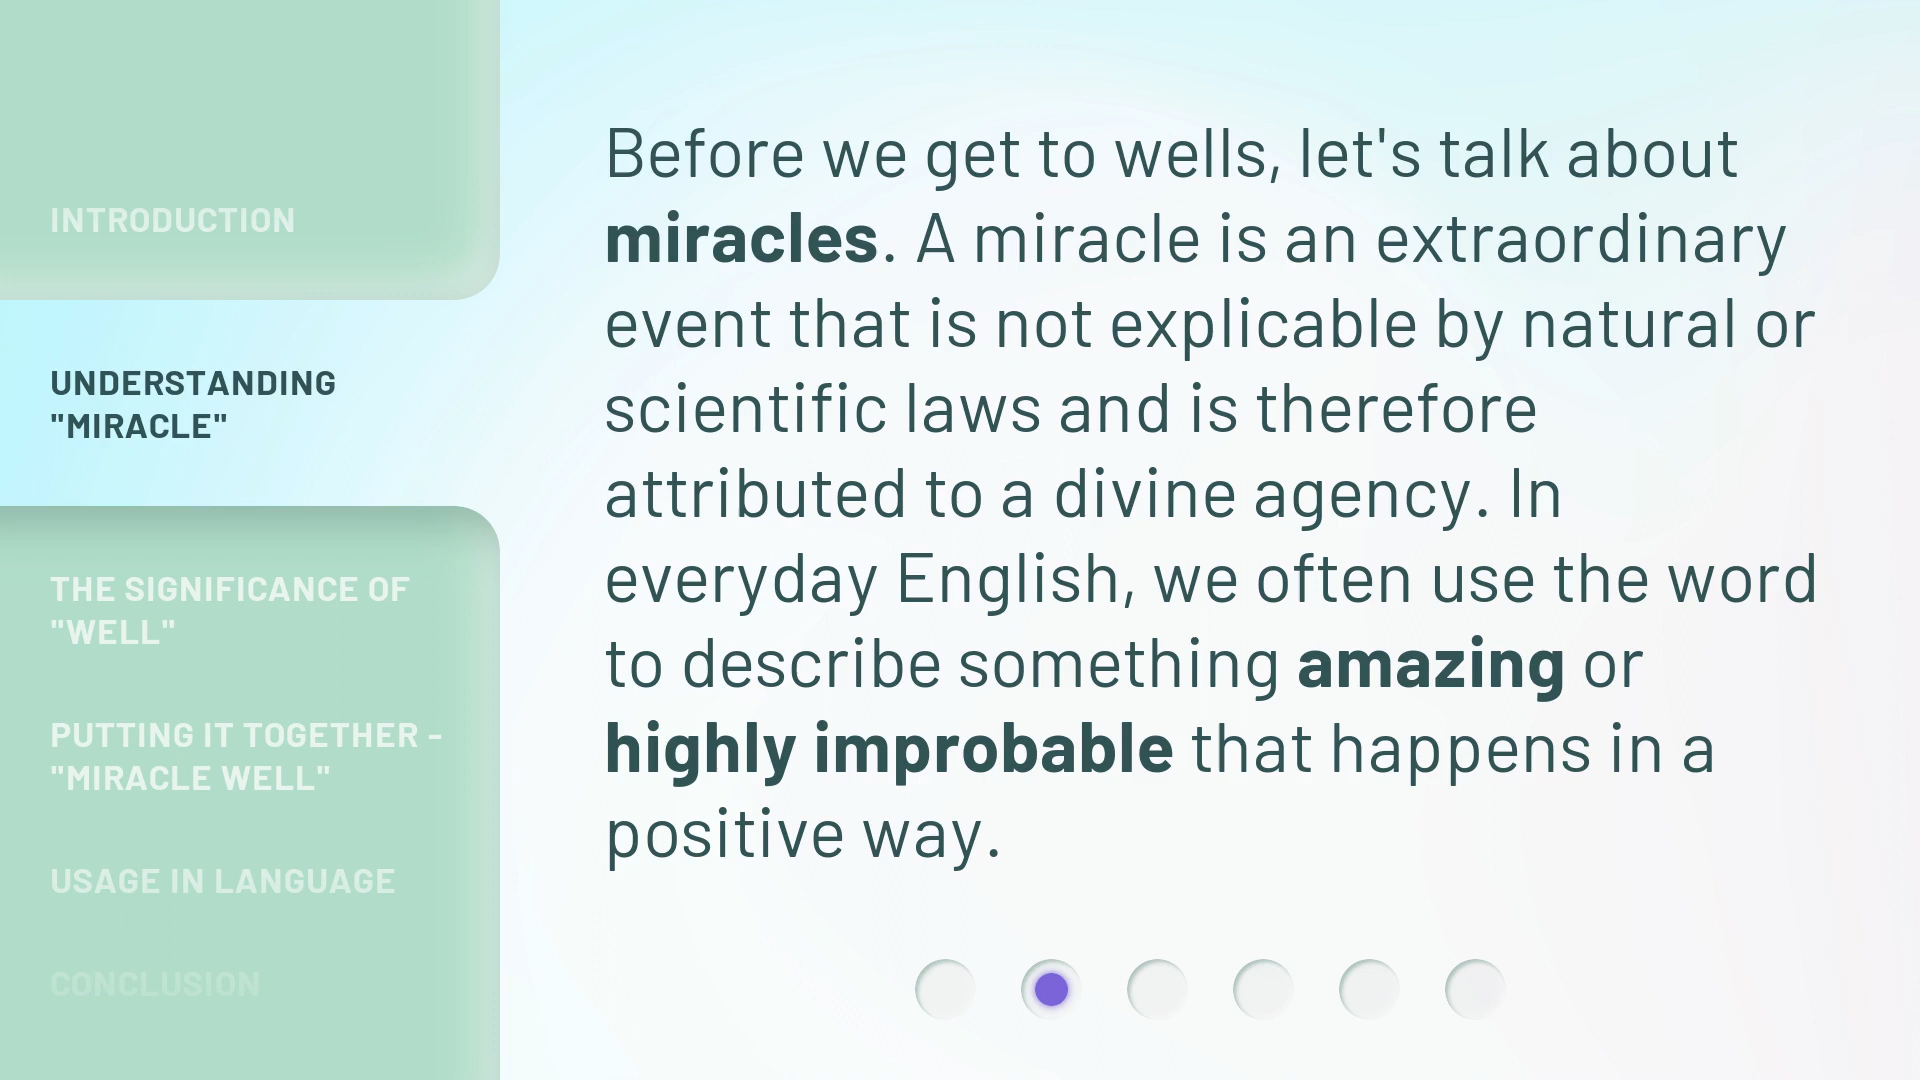 INTRODUCTION
UNDERSTANDING
"MIRACLE"
THE SIGNIFICANCE OF
"WELL"
PUTTING IT TOGETHER -
"MIRACLE WELL"
USAGE IN LANGUAGE
CONCLUSION
Before we get to wells, let's talk about
miracles. A miracle is an extraordinary
event that is not explicable by natural or
scientific laws and is therefore
attributed to a divine agency. In
everyday English, we often use the word
to describe something amazing or
highly improbable that happens in a
positive way.